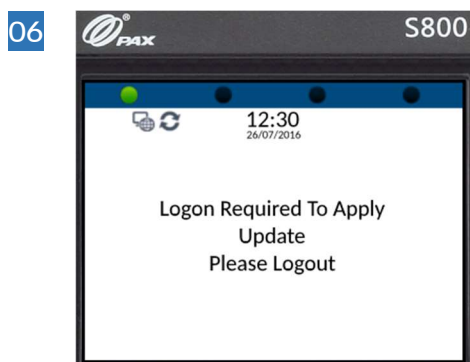 06
PAX®
S800
12:30
26/07/2016
Logon Required To Apply
Update
Please Logout